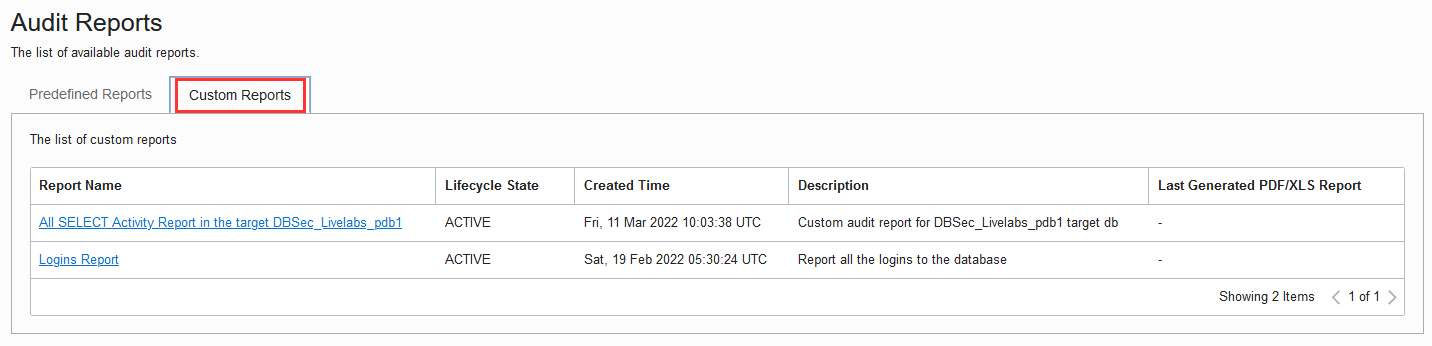 Audit Reports
The list of available audit reports.
Predefined Reports
Custom Reports
The list of custom reports
Report Name Lifecycle State Created Time Description Last Generated PDF/XLS Report
All SELECT Activity Report in the target DBSec_Livelabs_pdb1 ACTIVE Fri, 11 Mar 2022 10:03:38 UTC Custom audit report for DBSec_Livelabs_pdb1 target db -
Logins Report ACTIVE Sat, 19 Feb 2022 05:30:24 UTC Report all the logins to the database -
Showing 2 Items 1 of 1